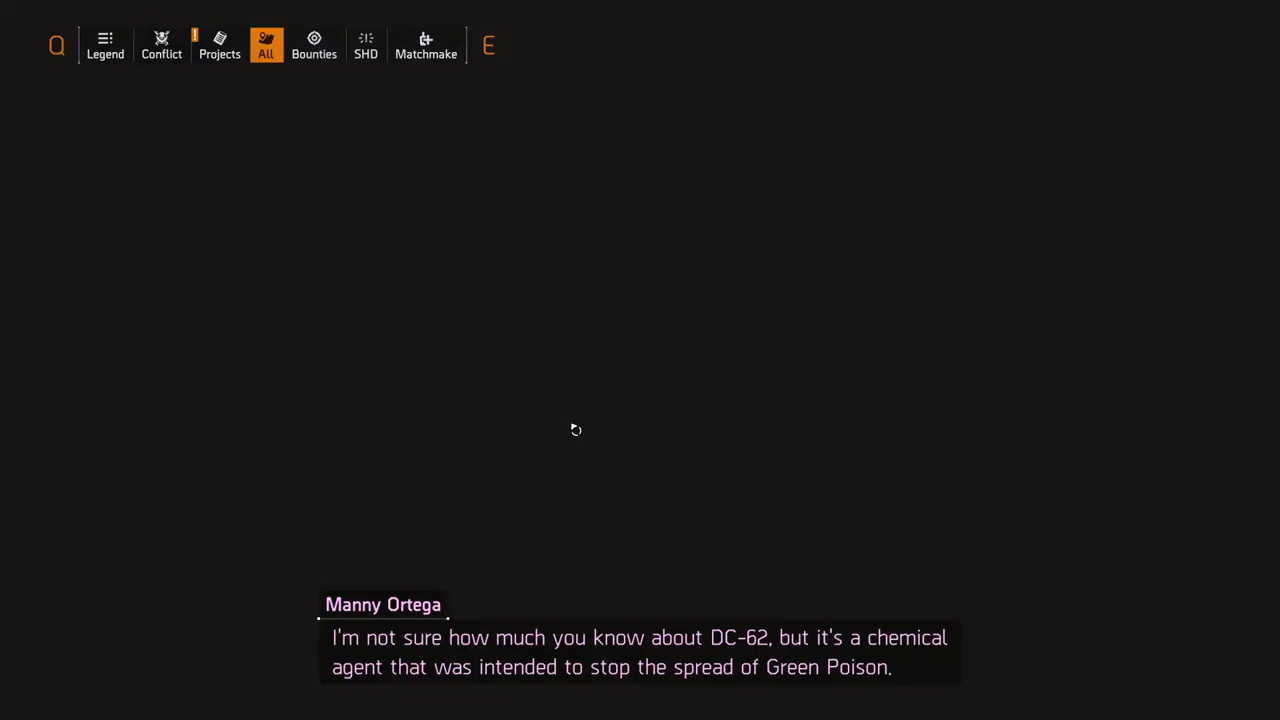 Q Legend Conflict Projects All Bounties SHD Matchmake E
Manny Ortega
I'm not sure how much you know about DC-62, but it's a chemical
agent that was intended to stop the spread of Green Poison.